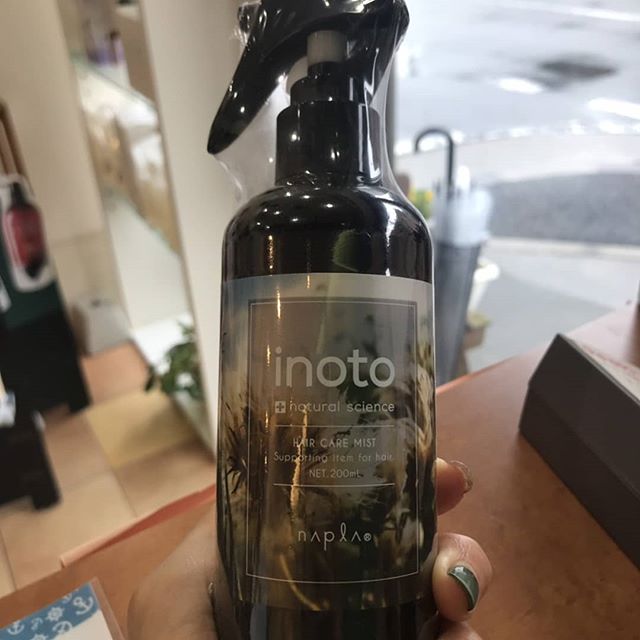 inoto
+ natural science
HAIR CARE MIST
Supporting item for hair
NET. 200mL
napla®